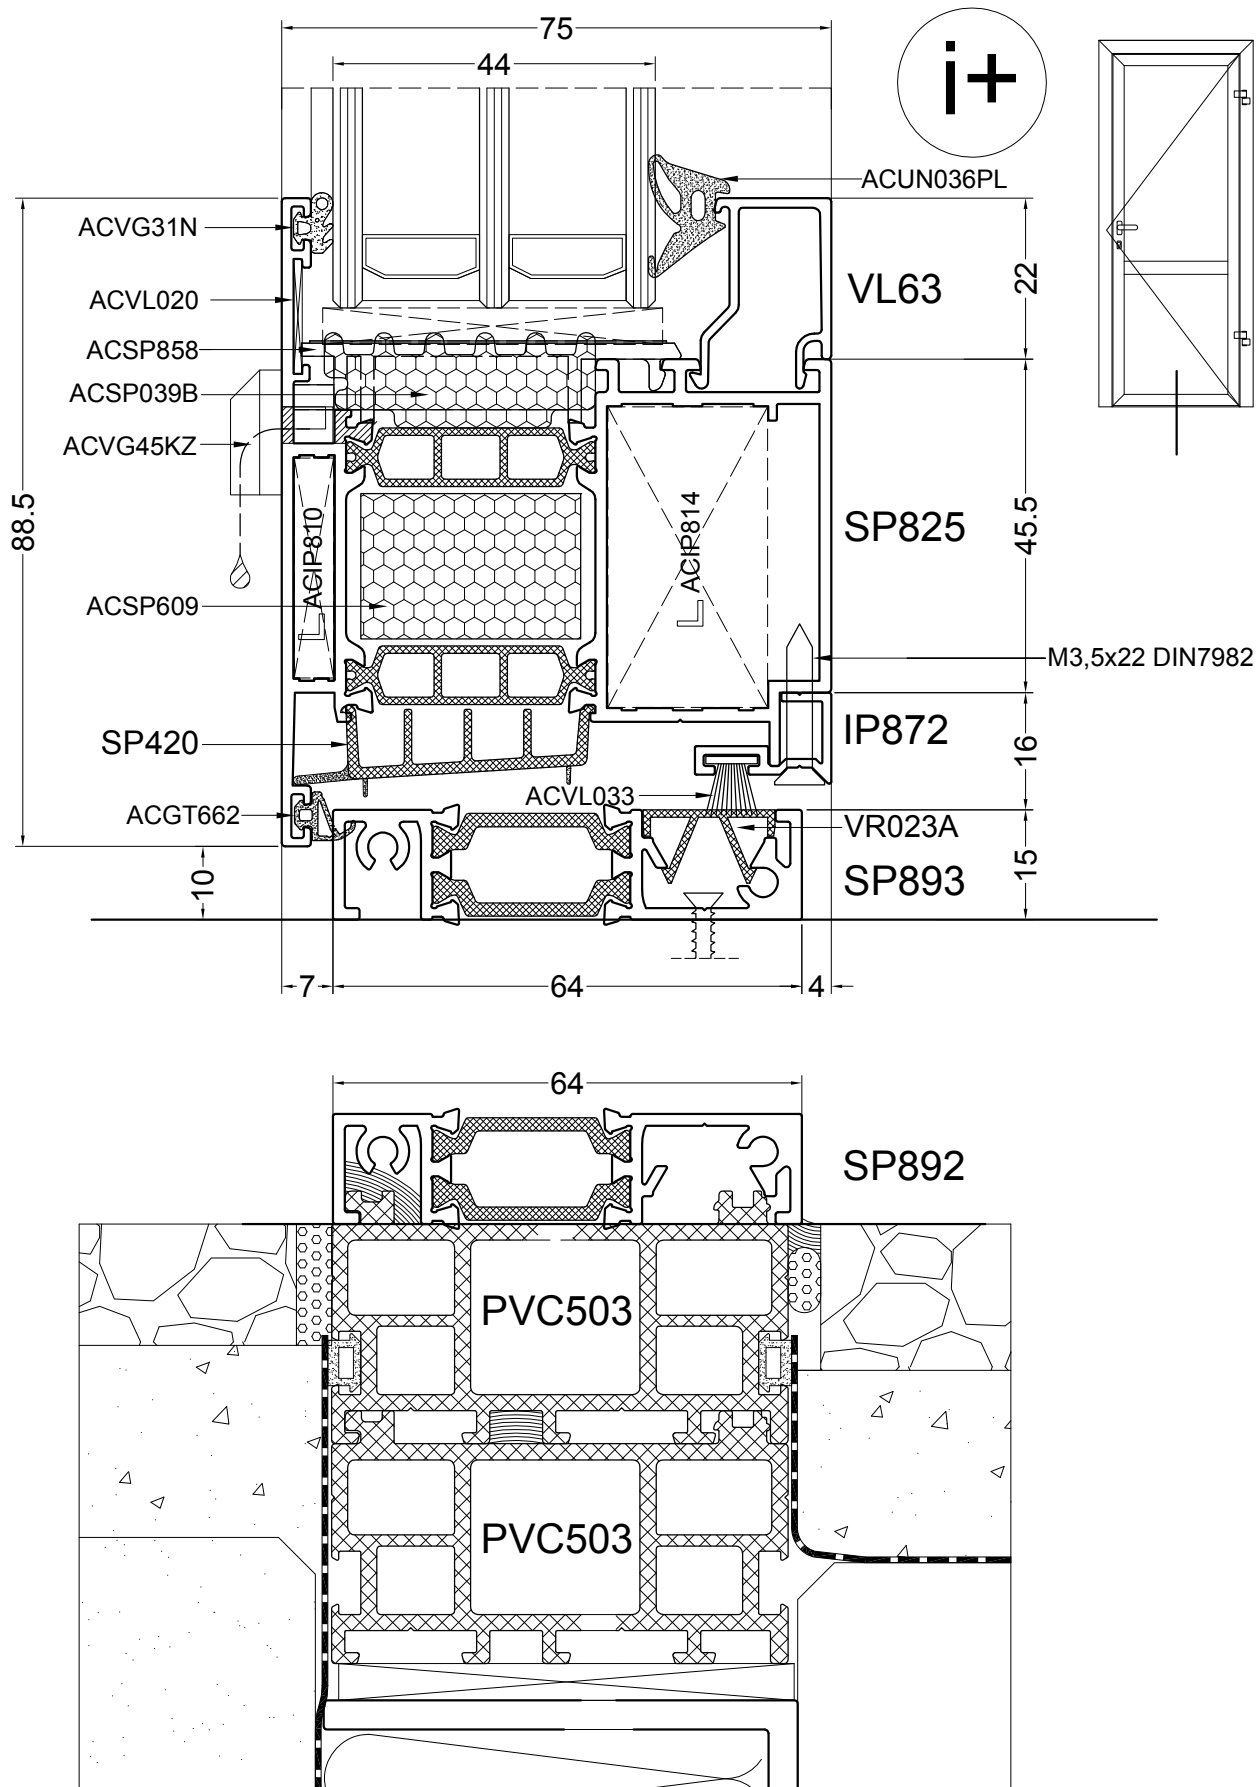 75
44
i+
ACUN036PL
ACVG31N
ACVL020
ACSP858
ACSP039B
ACVG45KZ
VL63
22
88.5
ACIP810
ACIP814
SP825
45.5
ACSP609
M3,5x22 DIN7982
SP420
IP872
16
ACVL033
ACGT662
VR023A
10
SP893
15
7
64
4
64
SP892
PVC503
PVC503